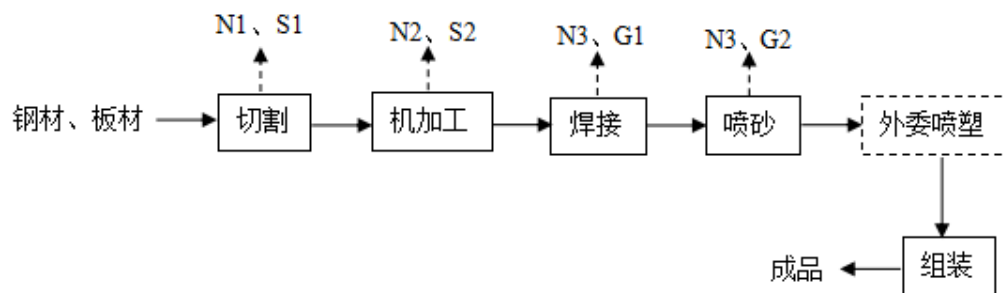 N1、S1
N2、S2
N3、G1
N3、G2
钢材、板材
切割
机加工
焊接
喷砂
外委喷塑
组装
成品